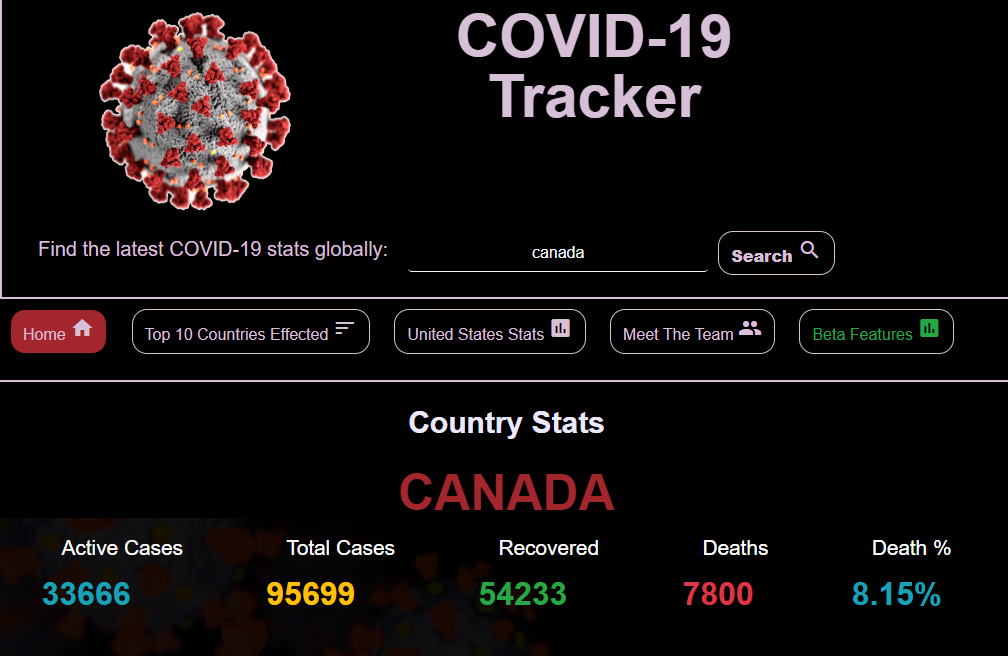 COVID-19
Tracker
Find the latest COVID-19 stats globally: canada Search
Home Top 10 Countries Effected United States Stats Meet The Team Beta Features
Country Stats
CANADA
Active Cases Total Cases Recovered Deaths Death %
33666 95699 54233 7800 8.15%